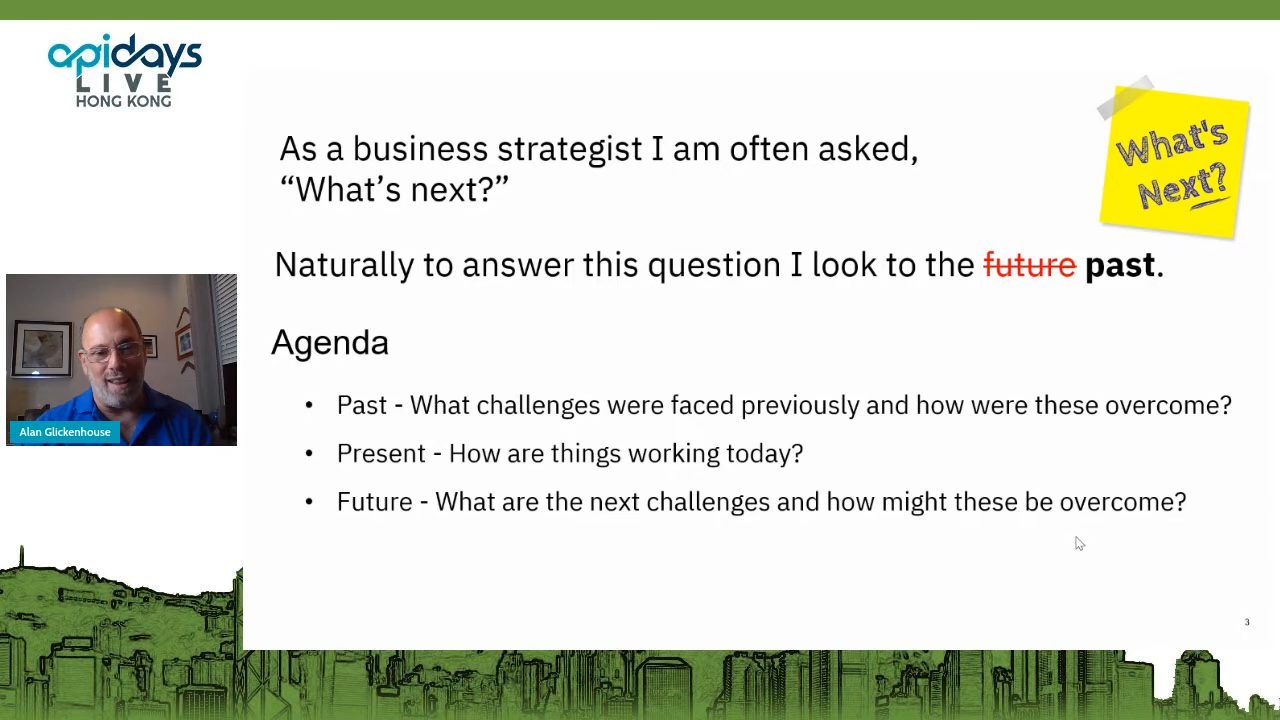 apidays
LIVE
HONG KONG
What's
Next?
As a business strategist I am often asked,
“What’s next?”
Naturally to answer this question I look to the future past.
Agenda
• Past - What challenges were faced previously and how were these overcome?
• Present - How are things working today?
• Future - What are the next challenges and how might these be overcome?
Alan Glickenhouse
3